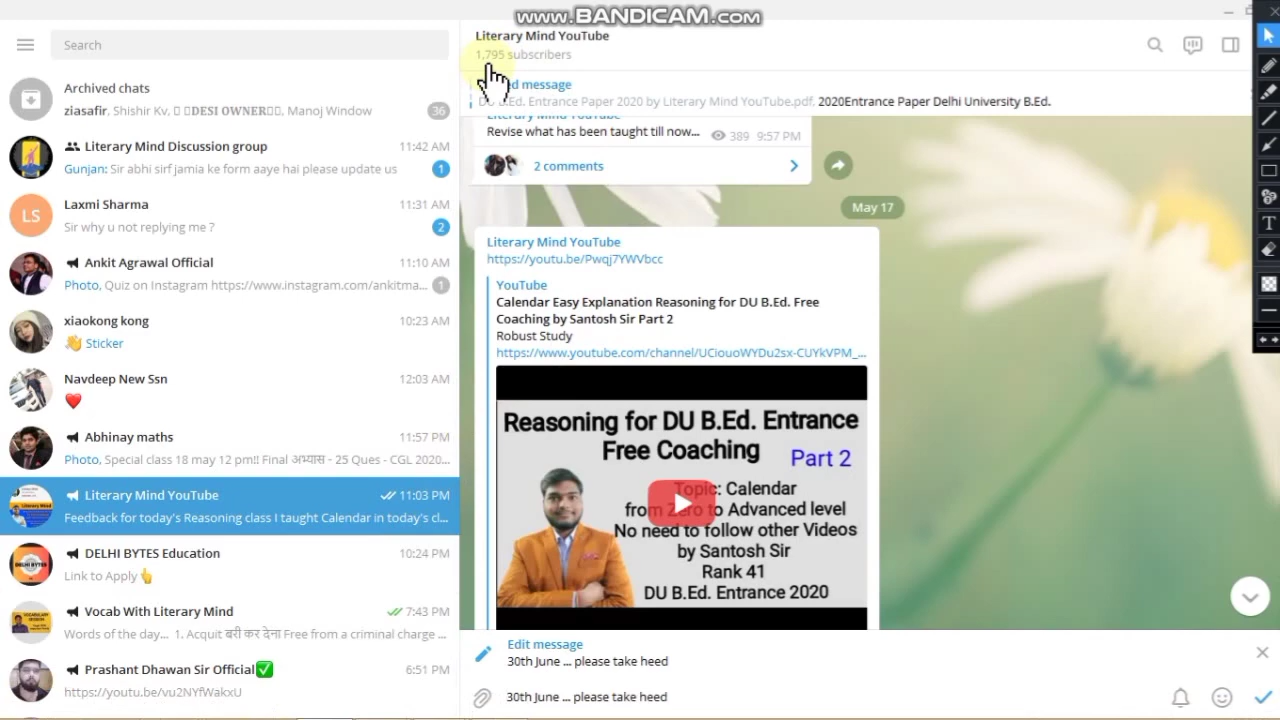 www.BANDICAM.com
Search
Archived chats
ziasafir, Shishir Kv, DESI OWNER, Manoj Window
36
Literary Mind Discussion group
11:42 AM
Gunjan: Sir abhi sirf jamia ke form aaye hai please update us
1
LS
Laxmi Sharma
11:31 AM
Sir why u not replying me ?
2
Ankit Agrawal Official
11:10 AM
Photo, Quiz on Instagram https://www.instagram.com/ankitma...
1
xiaokong kong
10:23 AM
👋 Sticker
Navdeep New Ssn
12:03 AM
❤️
Abhinay maths
11:57 PM
Photo, Special class 18 may 12 pm!! Final अभ्यास - 25 Ques - CGL 2020...
Literary Mind YouTube
11:03 PM
Feedback for today's Reasoning class I taught Calendar in today's cl...
DELHI BYTES
DELHI BYTES Education
10:24 PM
Link to Apply👆
Vocab With Literary Mind
7:43 PM
Words of the day... 1. Acquit बरी कर देना Free from a criminal charge ...
Prashant Dhawan Sir Official✅
6:51 PM
https://youtu.be/vu2NYfWakxU
Literary Mind YouTube
1,795 subscribers
message
B.Ed. Entrance Paper 2020 by Literary Mind YouTube.pdf. 2020Entrance Paper Delhi University B.Ed.
Literary Mind YouTube
Revise what has been taught till now...
389 9:57 PM
2 comments
May 17
Literary Mind YouTube
https://youtu.be/Pwqj7YWVbcc
YouTube
Calendar Easy Explanation Reasoning for DU B.Ed. Free
Coaching by Santosh Sir Part 2
Robust Study
https://www.youtube.com/channel/UCiouoWYDu2sx-CUYkVPM_...
Reasoning for DU B.Ed. Entrance
Free Coaching
Part 2
Topic: Calendar
from Zero to Advanced level
No need to follow other Videos
by Santosh Sir
Rank 41
DU B.Ed. Entrance 2020
Edit message
30th June ... please take heed
30th June ... please take heed
T